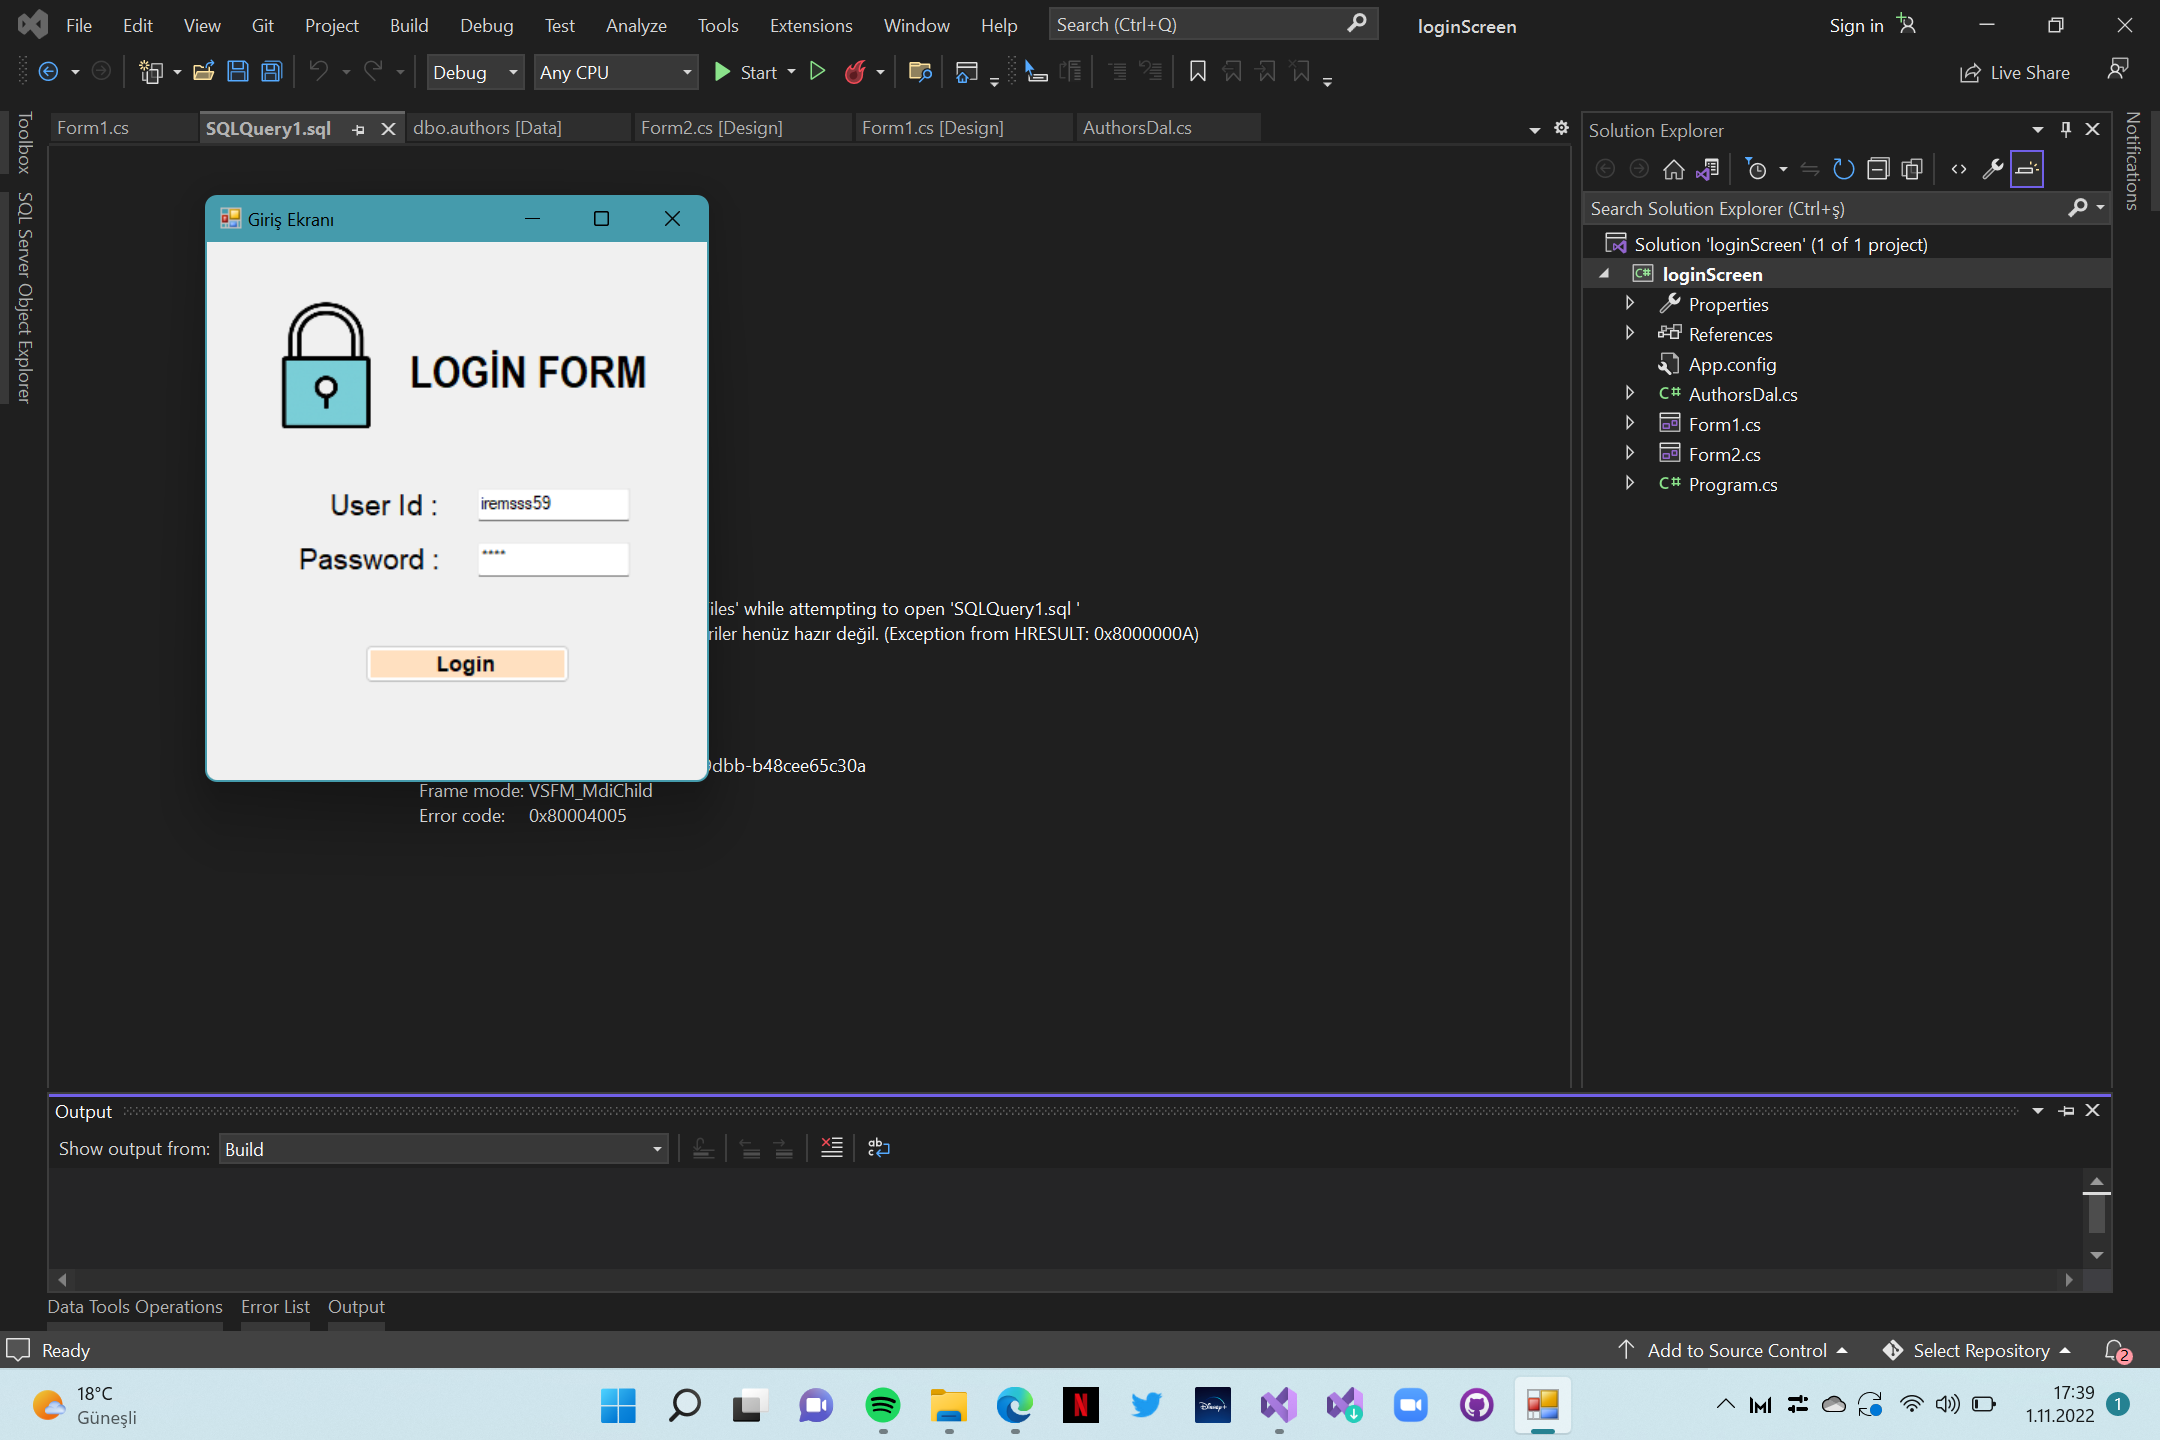 File Edit View Git Project Build Debug Test Analyze Tools Extensions Window Help Search (Ctrl+Q) loginScreen Sign in
Debug Any CPU Start Live Share
Toolbox
SQL Server Object Explorer
Form1.cs SQLQuery1.sql dbo.authors [Data] Form2.cs [Design] Form1.cs [Design] AuthorsDal.cs
Giriş Ekranı
LOGİN FORM
User Id : iremsss59
Password : ****
Login
iles' while attempting to open 'SQLQuery1.sql '
riler henüz hazır değil. (Exception from HRESULT: 0x8000000A)
dbb-b48cee65c30a
Frame mode: VSFM_MdiChild
Error code: 0x80004005
Solution Explorer
Search Solution Explorer (Ctrl+ş)
Solution 'loginScreen' (1 of 1 project)
C# loginScreen
Properties
References
App.config
C# AuthorsDal.cs
Form1.cs
Form2.cs
C# Program.cs
Notifications
Output
Show output from: Build
Data Tools Operations Error List Output
Ready Add to Source Control Select Repository 2
18°C
Güneşli
N
Disney+
17:39
1.11.2022
1